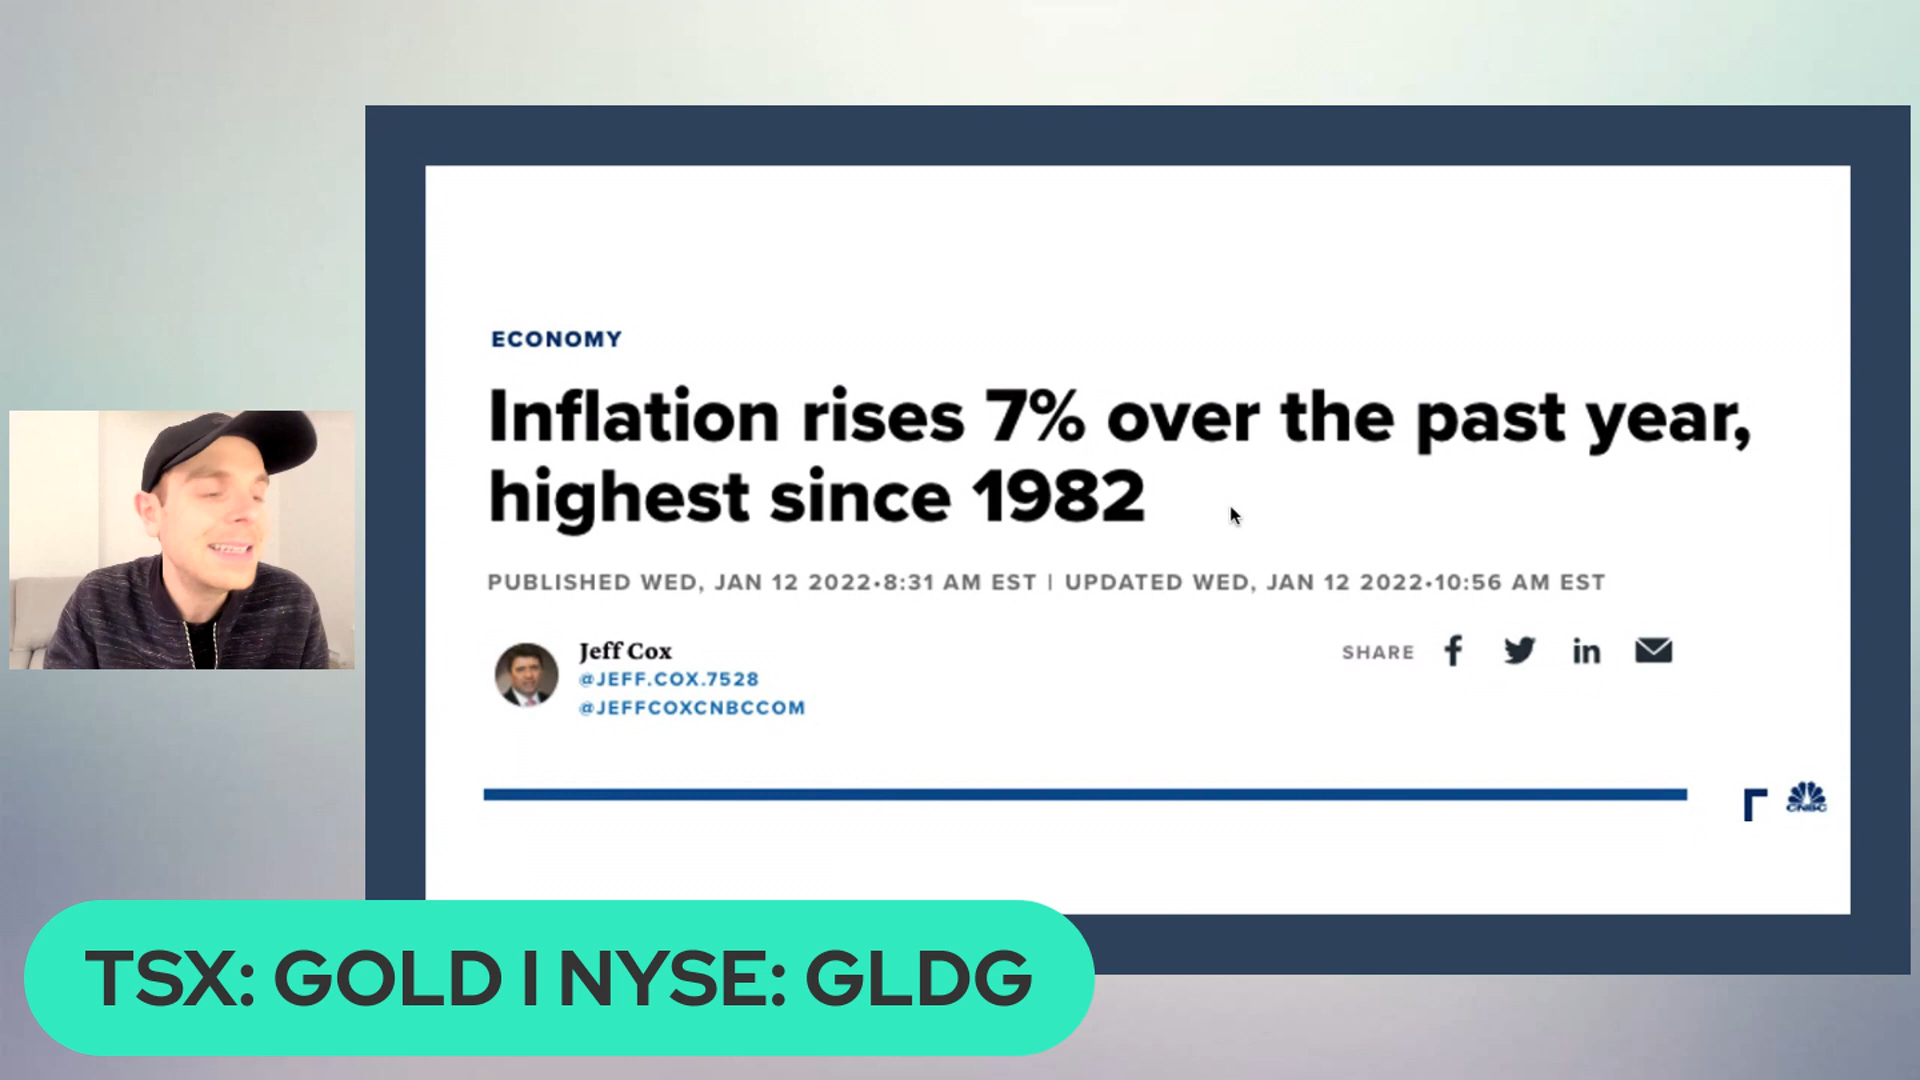 ECONOMY
Inflation rises 7% over the past year,
highest since 1982
PUBLISHED WED, JAN 12 2022•8:31 AM EST | UPDATED WED, JAN 12 2022•10:56 AM EST
Jeff Cox
@JEFF.COX.7528
@JEFFCOXCNBCCOM
SHARE
CNBC
TSX: GOLD I NYSE: GLDG